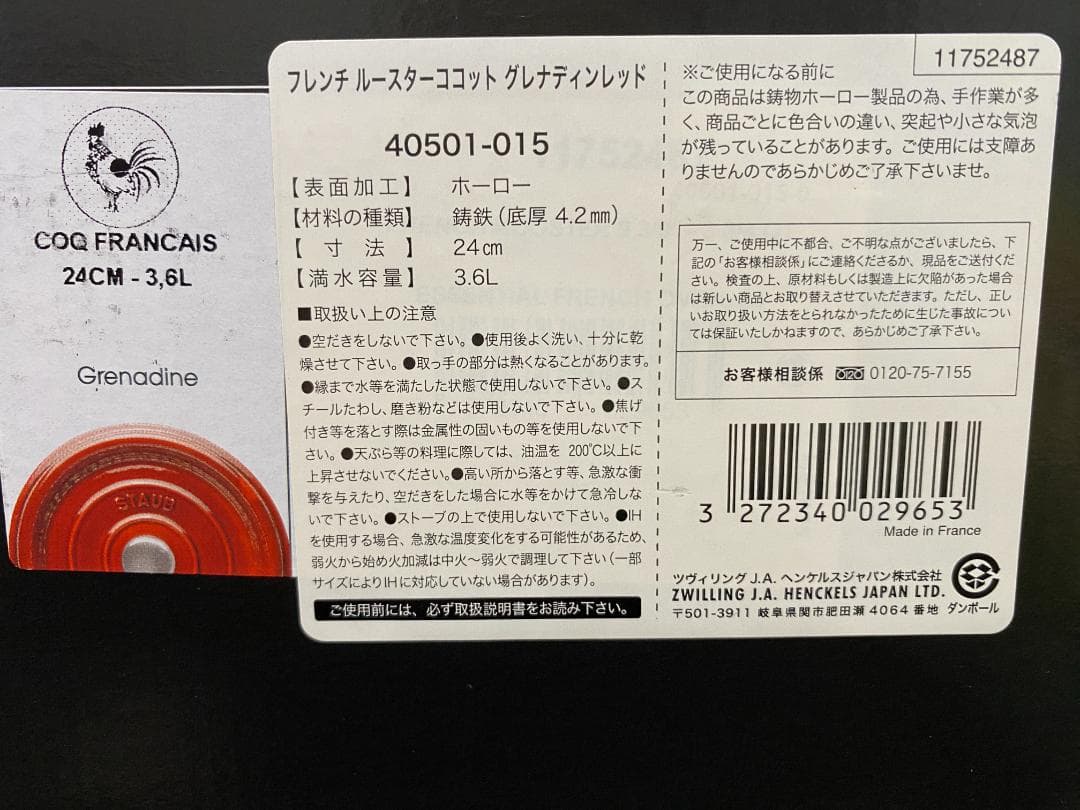 COQ FRANCAIS
24CM - 3,6L
Grenadine
STAUB
フレンチ ルースターココット グレナディンレッド
40501-015
【表面加工】 ホーロー
【材料の種類】 鋳鉄（底厚 4.2㎜）
【寸法】 24㎝
【満水容量】 3.6L
■取扱い上の注意
●空だきをしないで下さい。●使用後よく洗い、十分に乾
燥させて下さい。●取っ手の部分は熱くなることがあります。
●縁まで水等を満たした状態で使用しないで下さい。●ス
チールたわし、磨き粉などは使用しないで下さい。●焦げ
付き等を落とす際は金属性の固いもの等を使用しないで下
さい。●天ぷら等の料理に際しては、油温を 200℃以上に
上昇させないでください。●高い所から落とす等、急激な衝
撃を与えたり、空だきをした場合に水等をかけて急冷しな
いで下さい。●ストーブの上で使用しないで下さい。●IH
を使用する場合、急激な温度変化をする可能性があるため、
弱火から始め火加減は中火～弱火で調理して下さい（一部
サイズによりIHに対応していない場合があります）。
ご使用前には、必ず取扱説明書をお読み下さい。
11752487
※ご使用になる前に
この商品は鋳物ホーロー製品の為、手作業が多
く、商品ごとに色合いの違い、突起や小さな気泡
が残っていることがあります。ご使用には支障あ
りませんのであらかじめご了承下さいませ。
万一、ご使用中に不都合、ご不明な点がございましたら、下
記の「お客様相談係」にご連絡くださるか、現品をご送付くだ
さい。検査の上、原材料もしくは製造上に欠陥があった場合
は新しい商品とお取り替えさせていただきます。ただし、正し
いお取り扱い方法をとられなかったために生じた事故につい
ては保証いたしかねますので、あらかじめご了承下さい。
お客様相談係 0120-75-7155
3 272340 029653
Made in France
ツヴィリング J.A. ヘンケルスジャパン株式会社
ZWILLING J.A. HENCKELS JAPAN LTD.
〒501-3911 岐阜県関市肥田瀬 4064 番地
ダンボール